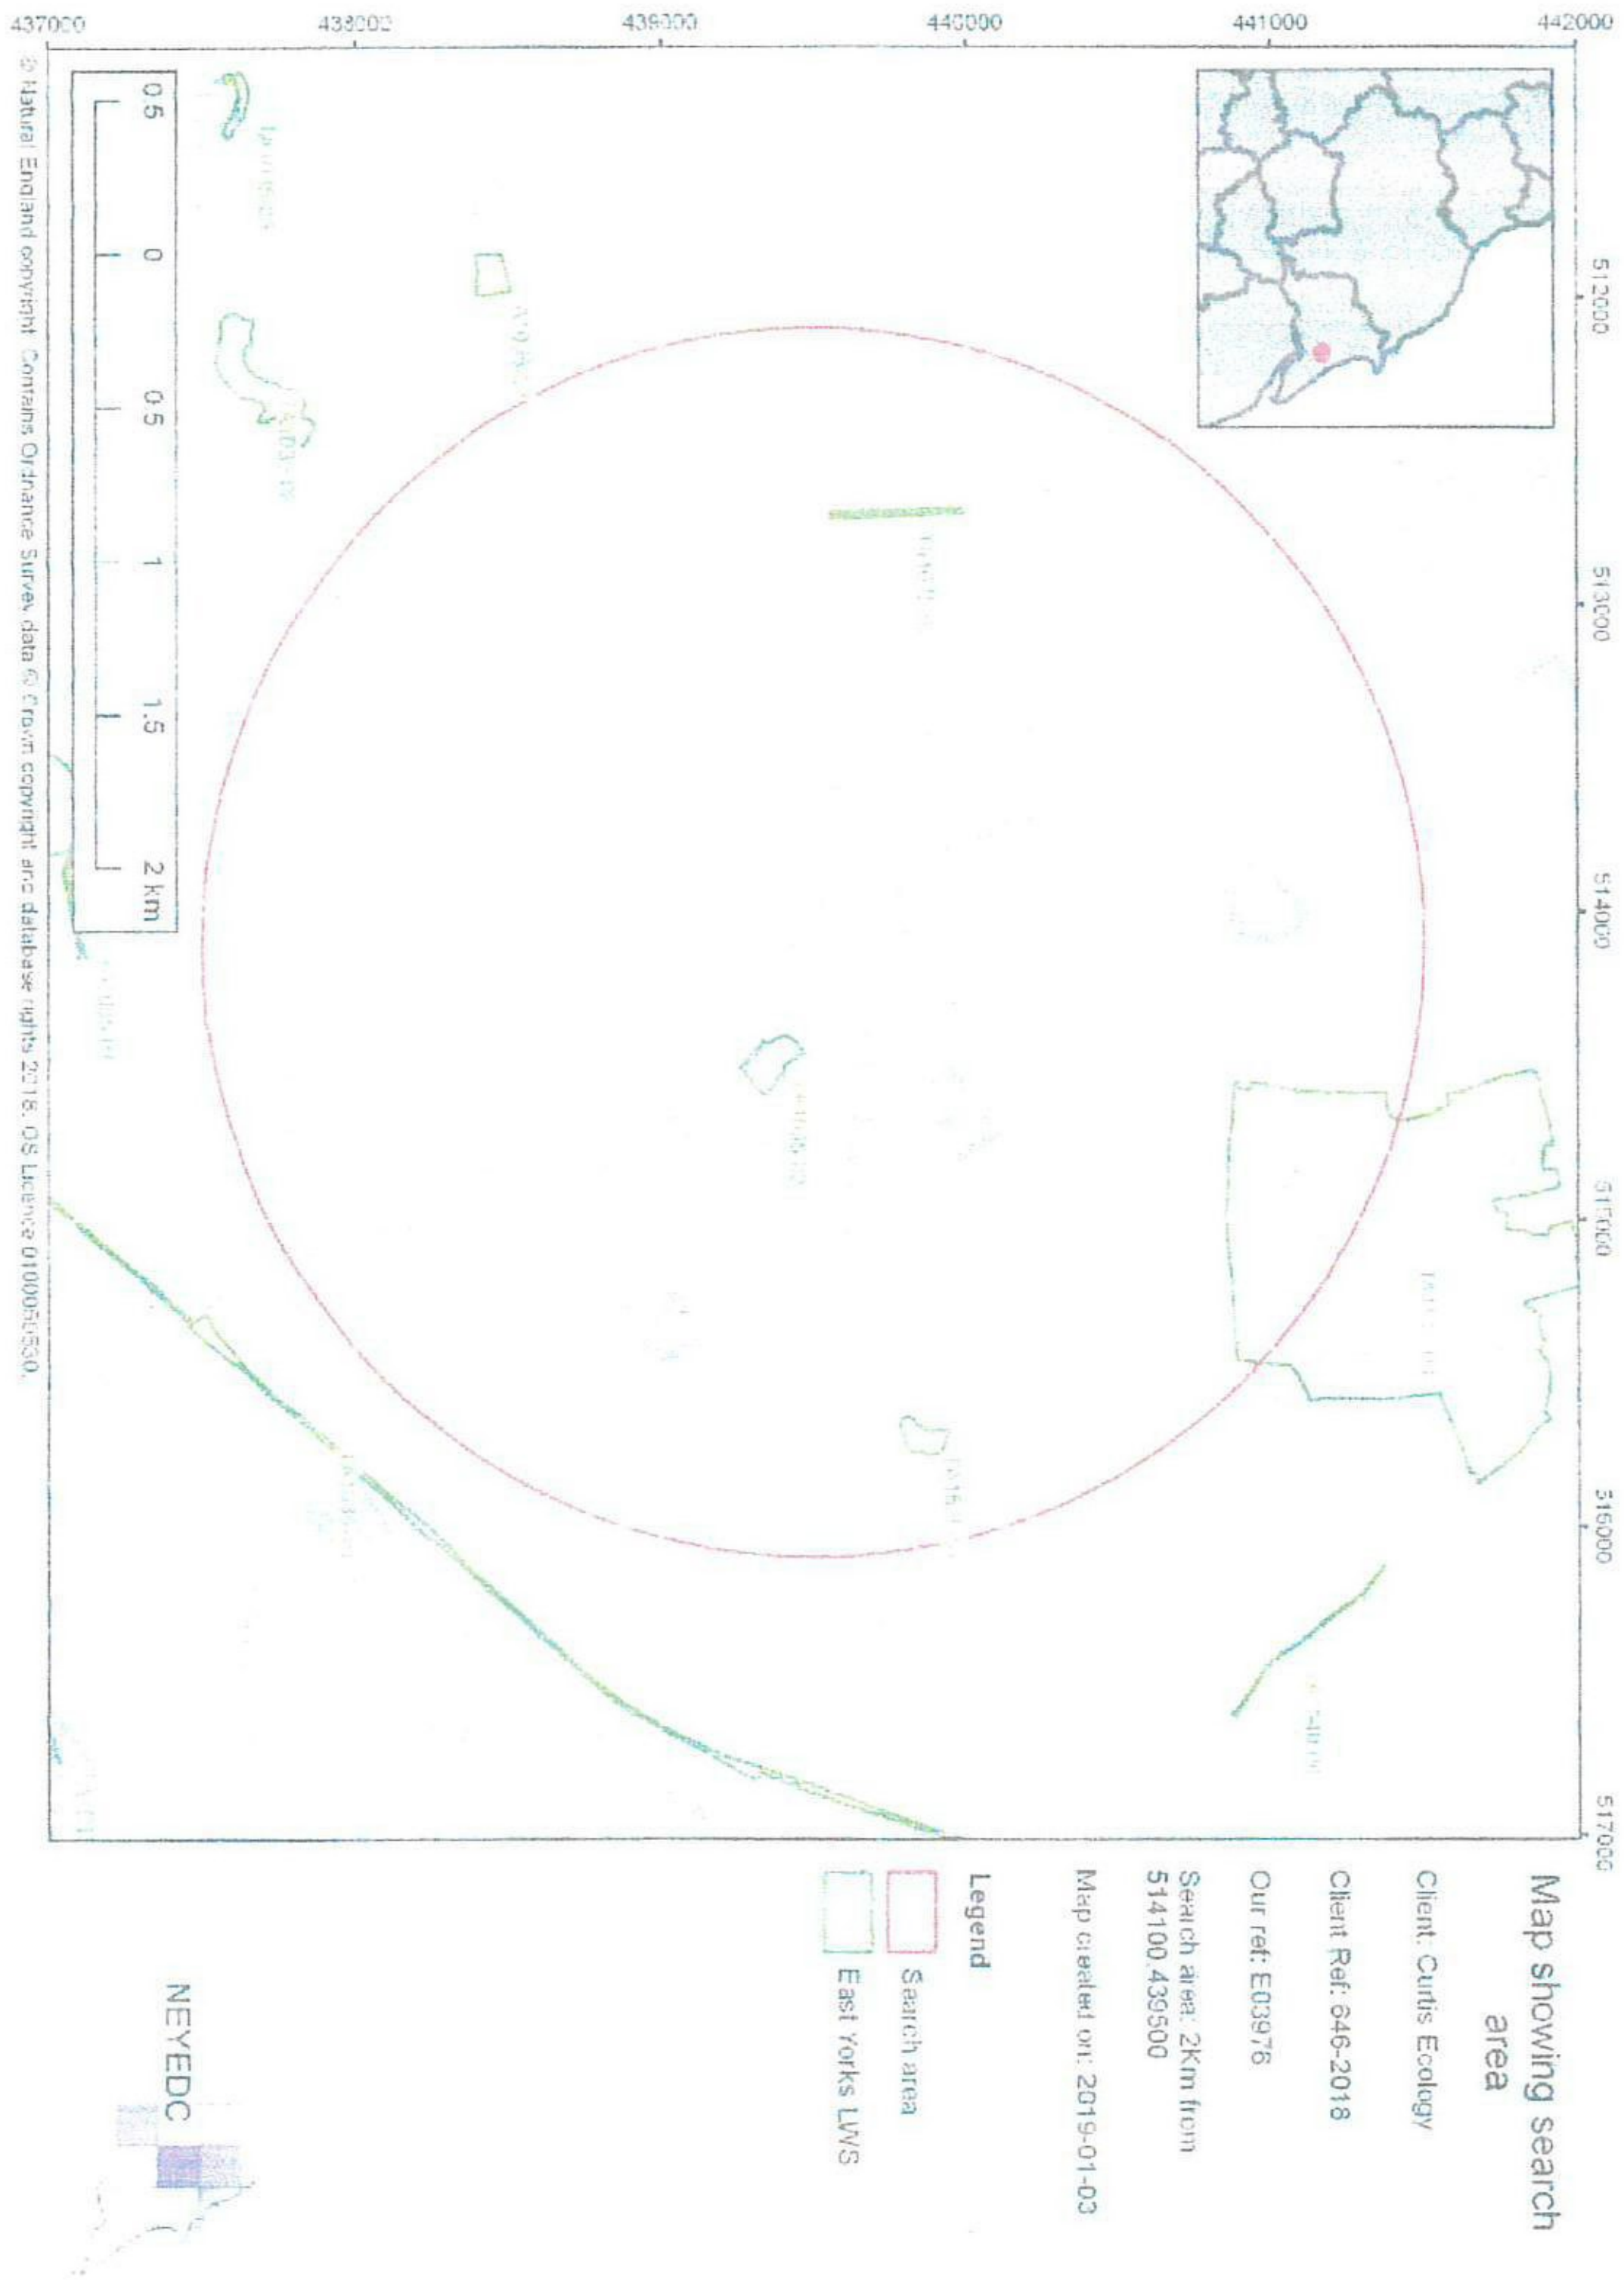 Map showing search
area
Client: Curtis Ecology
Client Ref: 646-2018
Our ref: E03976
Search area: 2Km from
514100,439500
Map created on: 2019-01-03
Legend
Search area
East Yorks LWS
NEYEDC
512000
513000
514000
515000
516000
517000
442000
441000
440000
439000
438000
437000
0.5
0
0.5
1
1.5
2 km
© Natural England copyright. Contains Ordnance Survey data © Crown copyright and database rights 2018. OS Licence 0100050530.